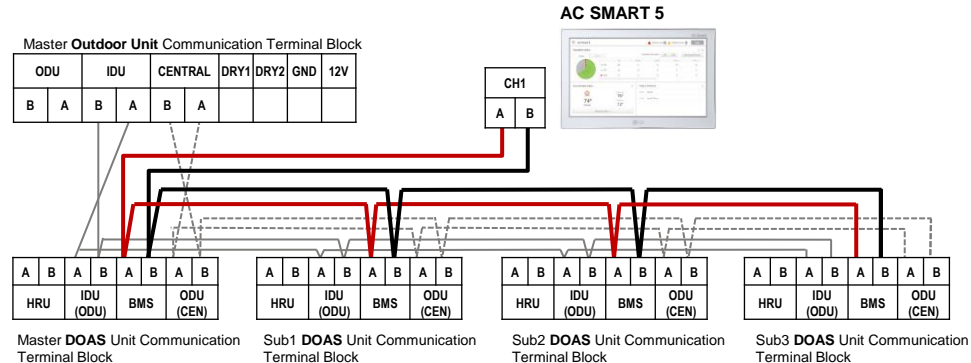 AC SMART 5
Master Outdoor Unit Communication Terminal Block
ODU IDU CENTRAL DRY1 DRY2 GND 12V
B A B A B A
CH1
A B
74°
A B A B A B A B
HRU IDU (ODU) BMS ODU (CEN)
Master DOAS Unit Communication
Terminal Block
A B A B A B A B
HRU IDU (ODU) BMS ODU (CEN)
Sub1 DOAS Unit Communication
Terminal Block
A B A B A B A B
HRU IDU (ODU) BMS ODU (CEN)
Sub2 DOAS Unit Communication
Terminal Block
A B A B A B A B
HRU IDU (ODU) BMS ODU (CEN)
Sub3 DOAS Unit Communication
Terminal Block